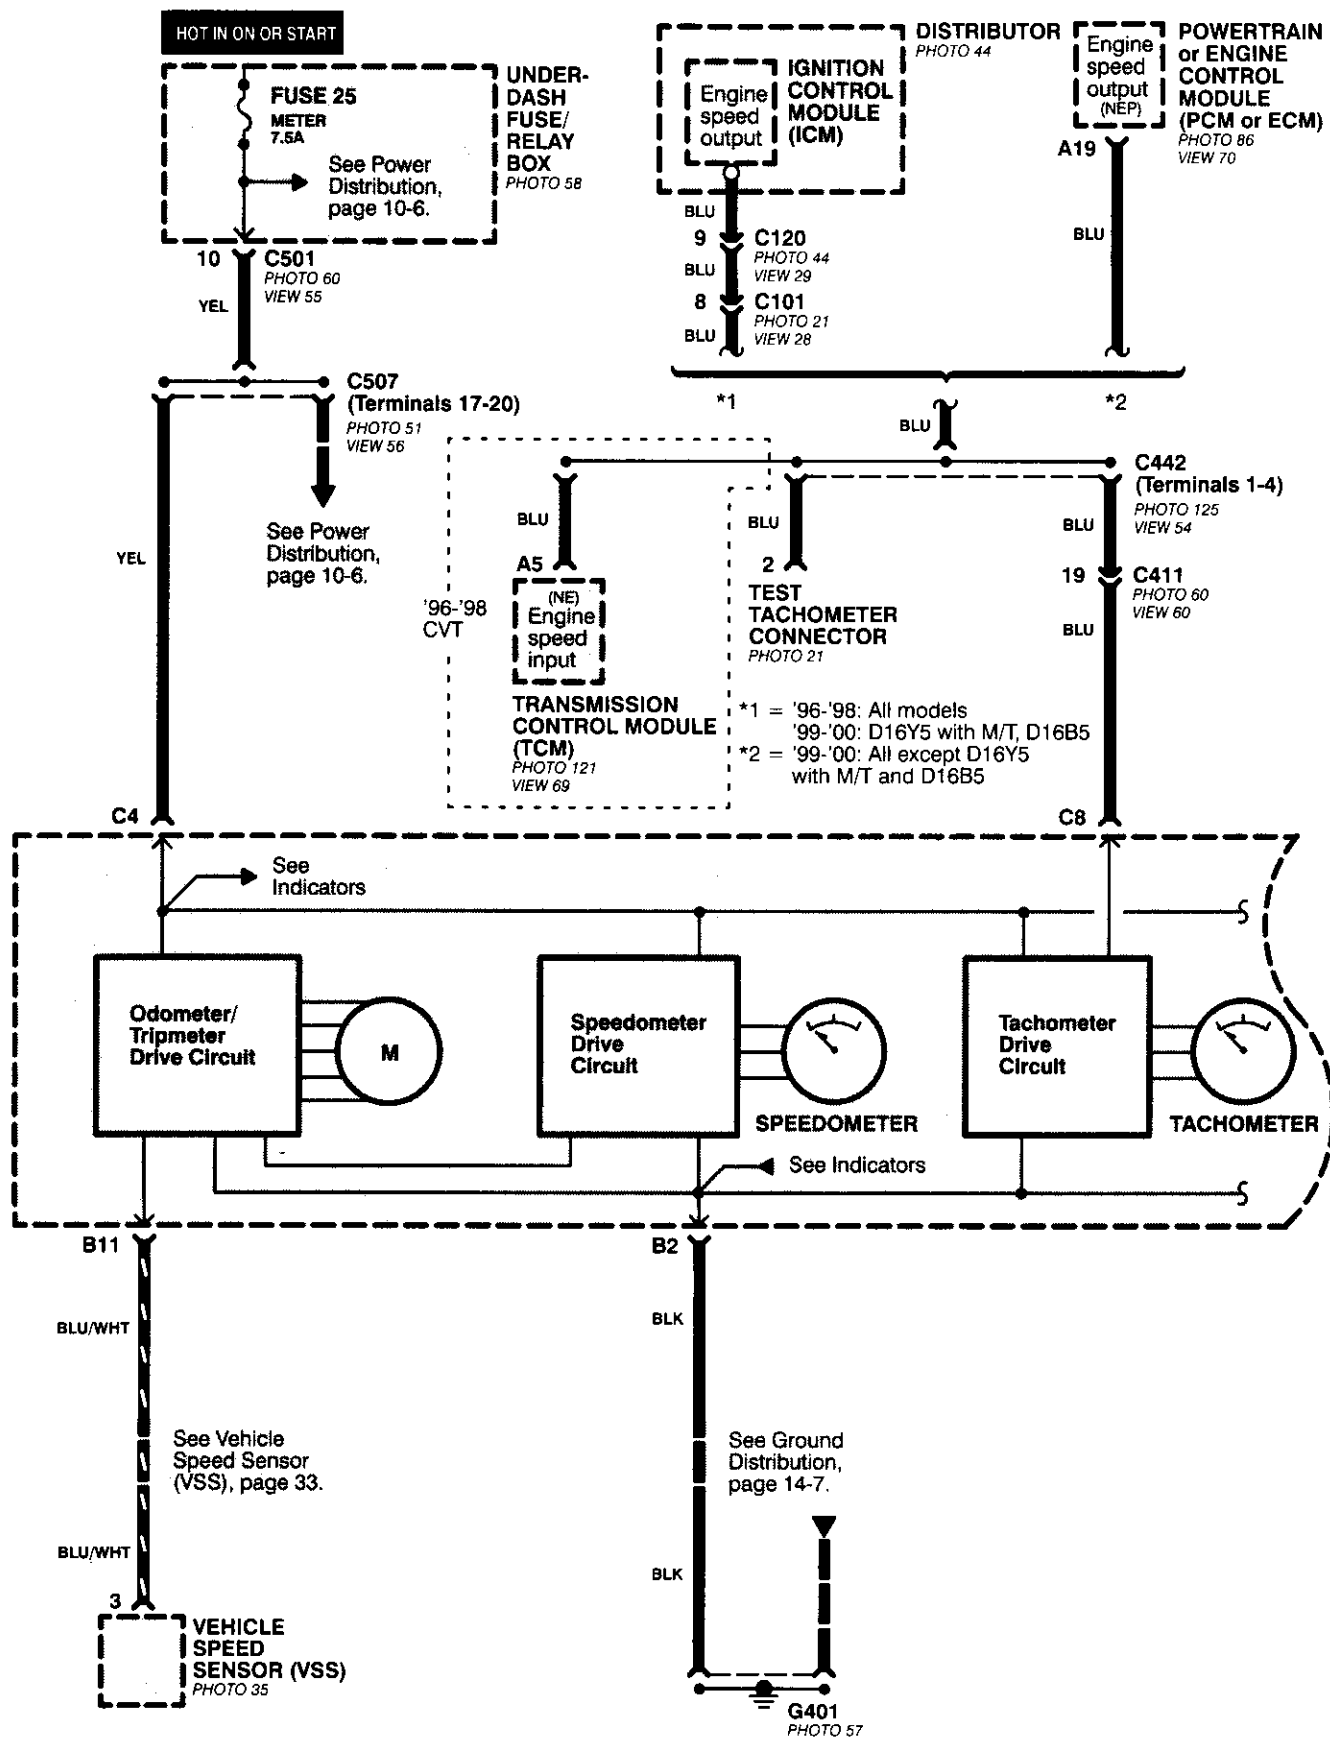 HOT IN ON OR START
FUSE 25
METER
7.5A
See Power
Distribution,
page 10-6.
UNDER-
DASH
FUSE/
RELAY
BOX
PHOTO 58
10
C501
PHOTO 60
VIEW 55
YEL
C507
(Terminals 17-20)
PHOTO 51
VIEW 56
See Power
Distribution,
page 10-6.
YEL
C4
DISTRIBUTOR
PHOTO 44
Engine
speed
output
IGNITION
CONTROL
MODULE
(ICM)
BLU
9
C120
PHOTO 44
VIEW 29
BLU
8
C101
PHOTO 21
VIEW 28
BLU
Engine
speed
output
(NEP)
POWERTRAIN
or ENGINE
CONTROL
MODULE
(PCM or ECM)
PHOTO 86
VIEW 70
A19
BLU
*1
*2
BLU
C442
(Terminals 1-4)
PHOTO 125
VIEW 54
BLU
A5
(NE)
Engine
speed
input
'96-'98
CVT
TRANSMISSION
CONTROL MODULE
(TCM)
PHOTO 121
VIEW 69
BLU
2
TEST
TACHOMETER
CONNECTOR
PHOTO 21
BLU
19
C411
PHOTO 60
VIEW 60
BLU
*1 = '96-'98: All models
'99-'00: D16Y5 with M/T, D16B5
*2 = '99-'00: All except D16Y5
with M/T and D16B5
C8
See
Indicators
Odometer/
Tripmeter
Drive Circuit
M
Speedometer
Drive
Circuit
SPEEDOMETER
Tachometer
Drive
Circuit
TACHOMETER
See Indicators
B11
BLU/WHT
See Vehicle
Speed Sensor
(VSS), page 33.
BLU/WHT
3
VEHICLE
SPEED
SENSOR (VSS)
PHOTO 35
B2
BLK
See Ground
Distribution,
page 14-7.
BLK
G401
PHOTO 57